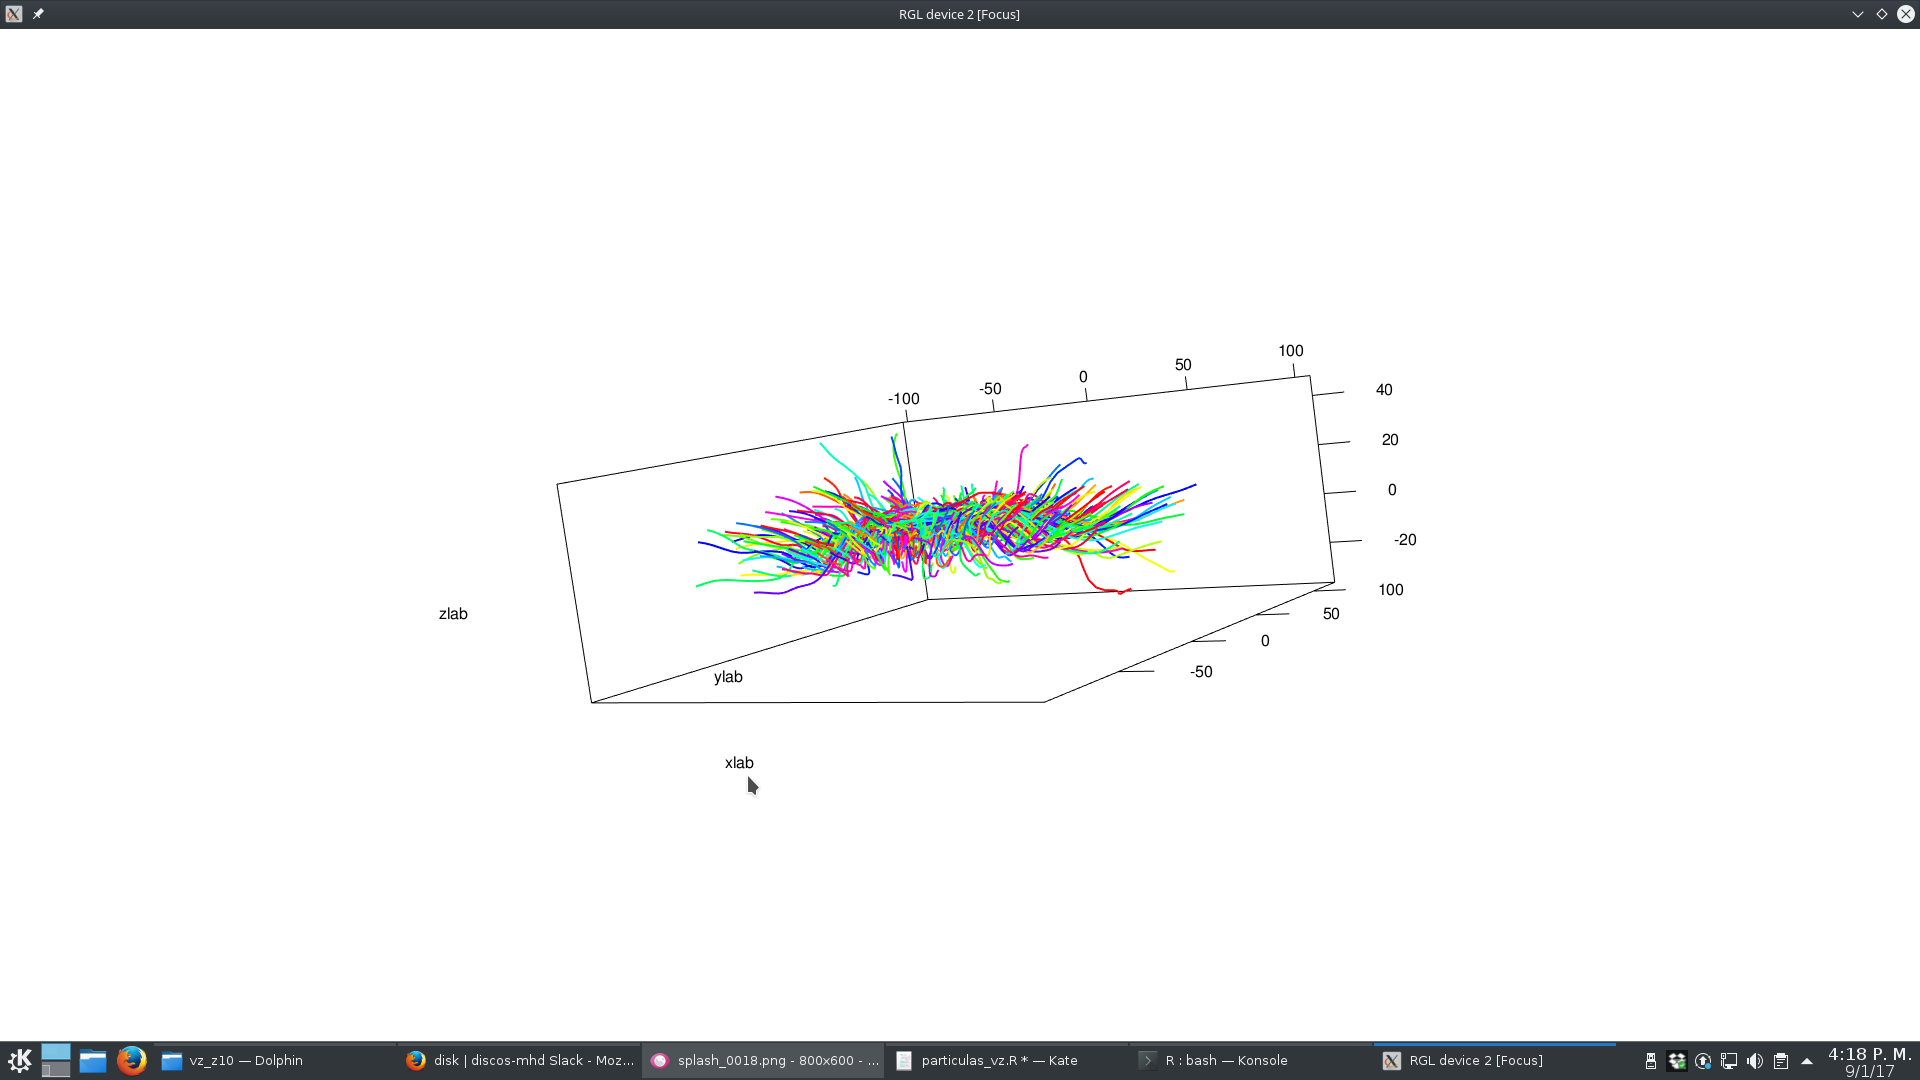 RGL device 2 [Focus]
100
50
0
-50
-100
40
20
0
-20
100
50
0
-50
zlab
ylab
xlab
vz_z10 — Dolphin
disk | discos-mhd Slack - Moz...
splash_0018.png - 800x600 - ...
particulas_vz.R * — Kate
R : bash — Konsole
RGL device 2 [Focus]
4:18 P. M.
9/1/17